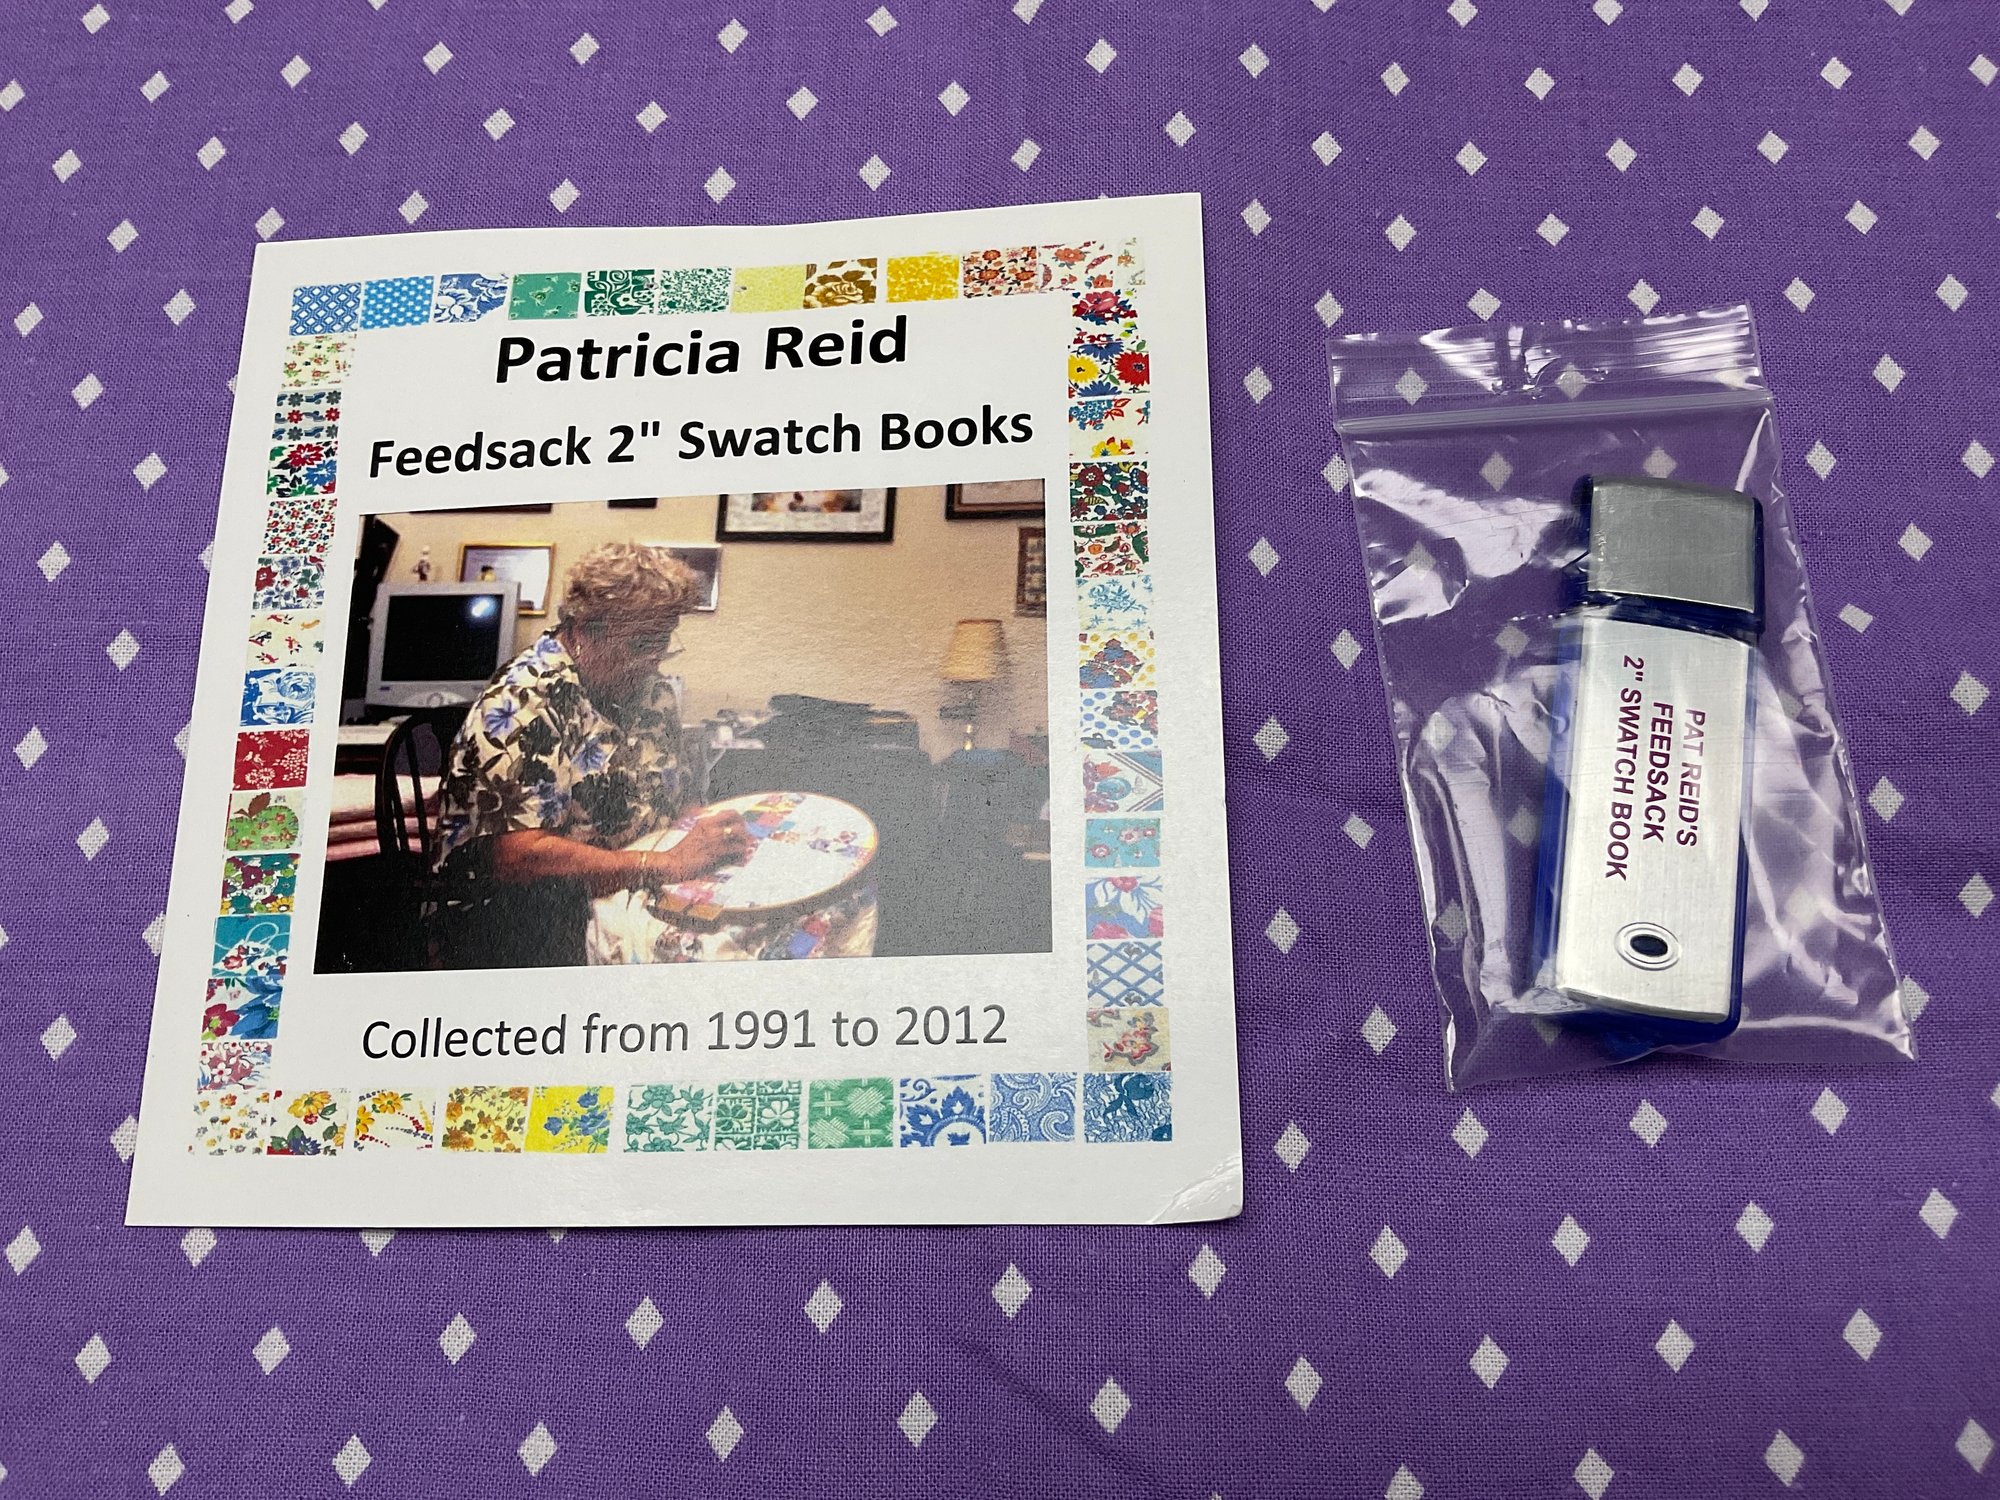 Patricia Reid
Feedsack 2" Swatch Books
Collected from 1991 to 2012
PAT REID'S
FEEDSACK
2" SWATCH BOOK